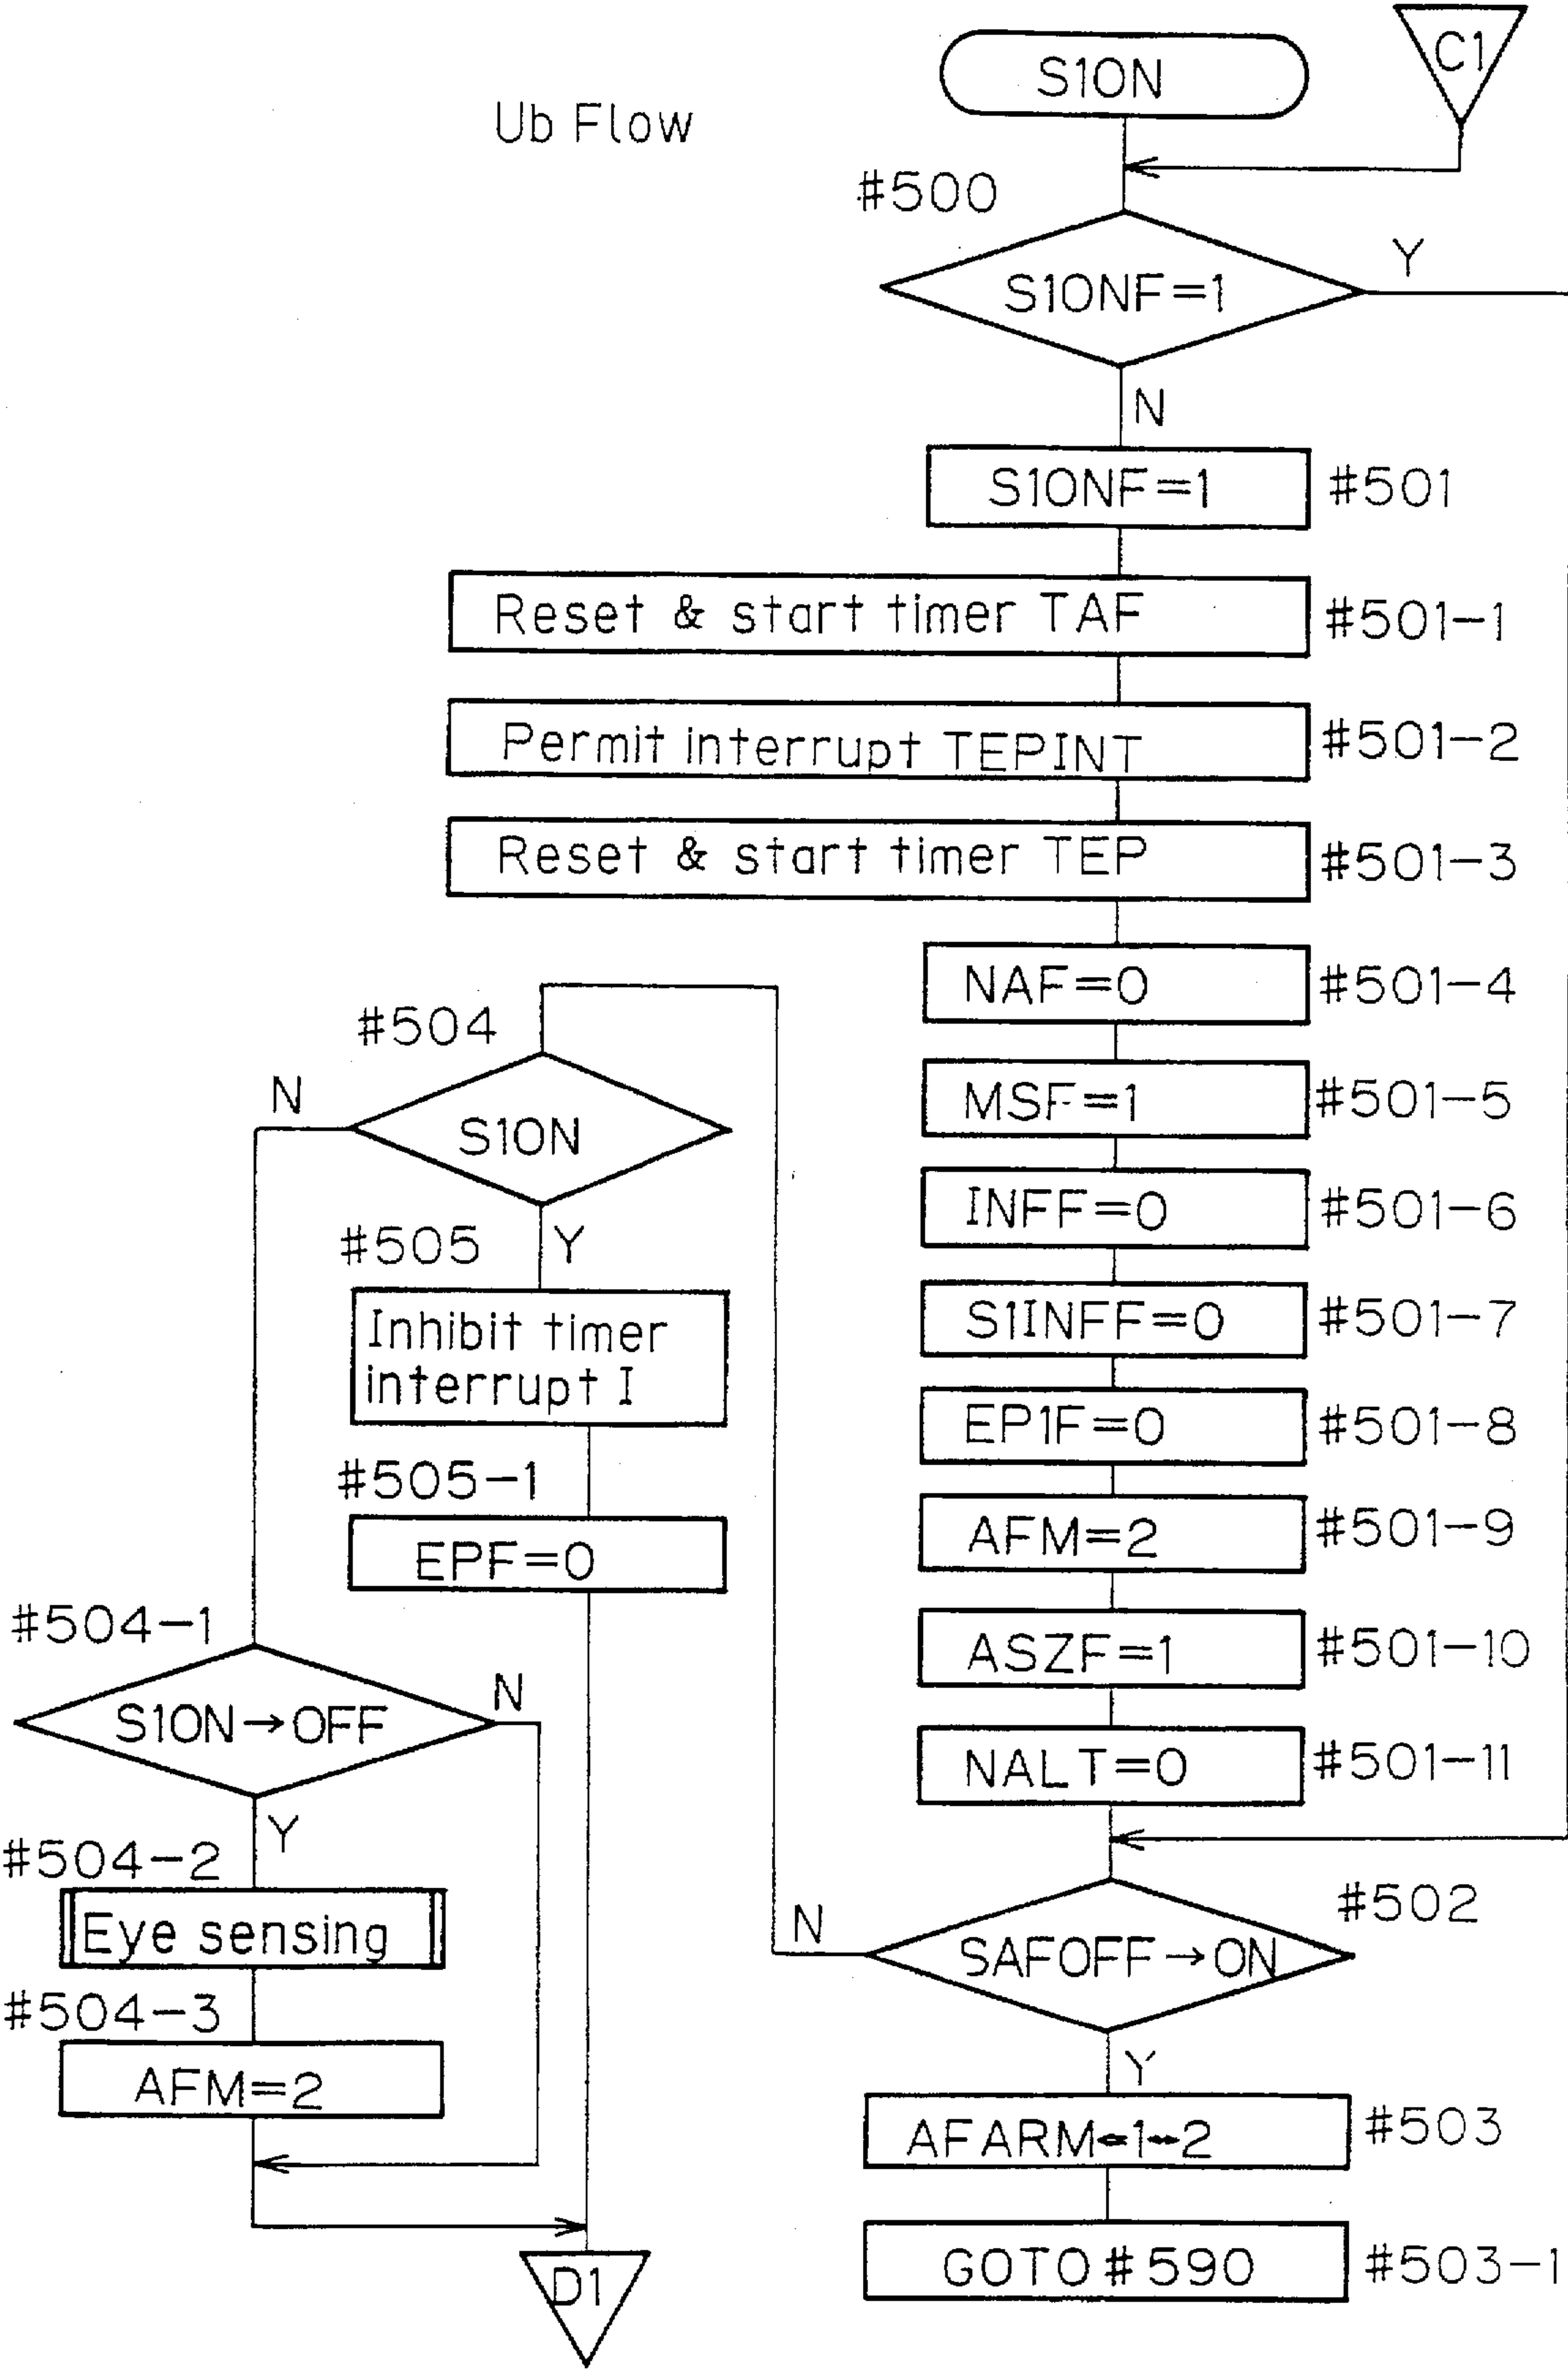 Ub Flow
S1ON
C1
#500
S1ONF=1
Y
N
S1ONF=1
#501
Reset & start timer TAF
#501-1
Permit interrupt TEPINT
#501-2
Reset & start timer TEP
#501-3
NAF=0
#501-4
MSF=1
#501-5
INFF=0
#501-6
S1INFF=0
#501-7
EP1F=0
#501-8
AFM=2
#501-9
ASZF=1
#501-10
NALT=0
#501-11
#502
SAFOFF→ON
N
Y
AFARM⇐1↔2
#503
GOTO #590
#503-1
#504
S1ON
N
Y
#505
Inhibit timer
interrupt I
#505-1
EPF=0
#504-1
S1ON→OFF
N
Y
#504-2
Eye sensing
#504-3
AFM=2
D1